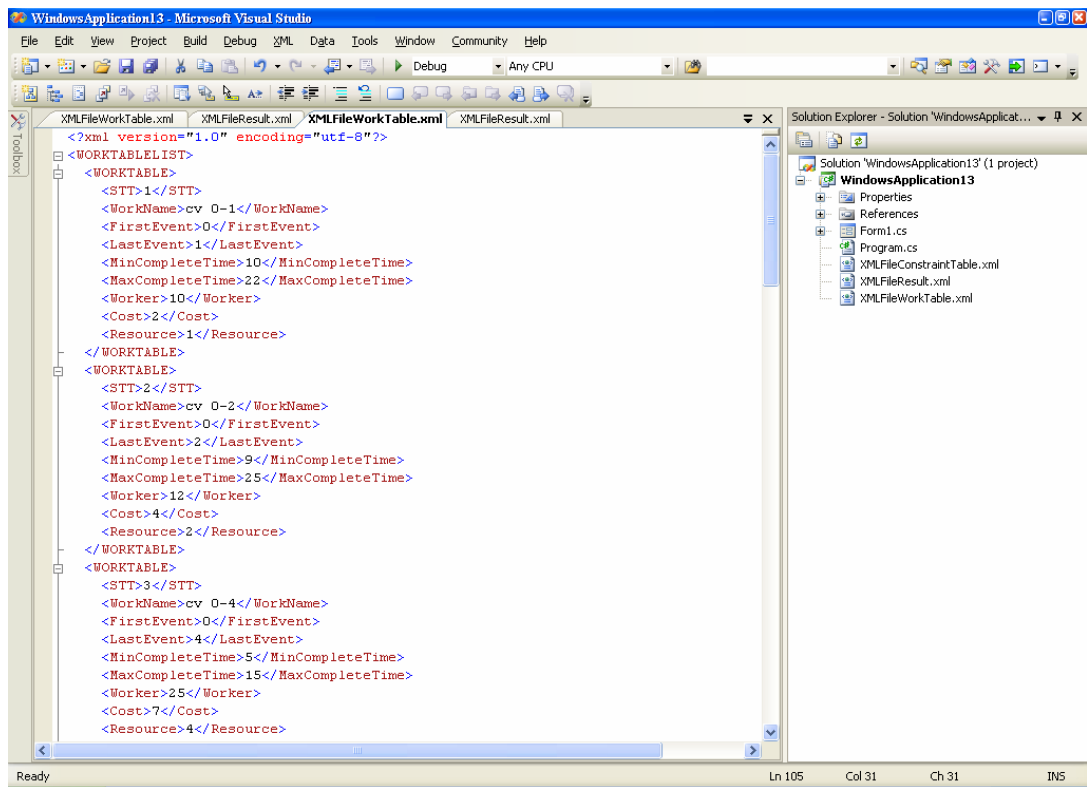 WindowsApplication13 - Microsoft Visual Studio
File Edit View Project Build Debug XML Data Tools Window Community Help
Debug Any CPU
XMLFileWorkTable.xml XMLFileResult.xml XMLFileWorkTable.xml XMLFileResult.xml
Toolbox
<?xml version="1.0" encoding="utf-8"?>
<WORKTABLELIST>
<WORKTABLE>
<STT>1</STT>
<WorkName>cv 0-1</WorkName>
<FirstEvent>0</FirstEvent>
<LastEvent>1</LastEvent>
<MinCompleteTime>10</MinCompleteTime>
<MaxCompleteTime>22</MaxCompleteTime>
<Worker>10</Worker>
<Cost>2</Cost>
<Resource>1</Resource>
</WORKTABLE>
<WORKTABLE>
<STT>2</STT>
<WorkName>cv 0-2</WorkName>
<FirstEvent>0</FirstEvent>
<LastEvent>2</LastEvent>
<MinCompleteTime>9</MinCompleteTime>
<MaxCompleteTime>25</MaxCompleteTime>
<Worker>12</Worker>
<Cost>4</Cost>
<Resource>2</Resource>
</WORKTABLE>
<WORKTABLE>
<STT>3</STT>
<WorkName>cv 0-4</WorkName>
<FirstEvent>0</FirstEvent>
<LastEvent>4</LastEvent>
<MinCompleteTime>5</MinCompleteTime>
<MaxCompleteTime>15</MaxCompleteTime>
<Worker>25</Worker>
<Cost>7</Cost>
<Resource>4</Resource>
Solution Explorer - Solution 'WindowsApplicat...
Solution 'WindowsApplication13' (1 project)
WindowsApplication13
Properties
References
Form1.cs
Program.cs
XMLFileConstraintTable.xml
XMLFileResult.xml
XMLFileWorkTable.xml
Ready Ln 105 Col 31 Ch 31 INS